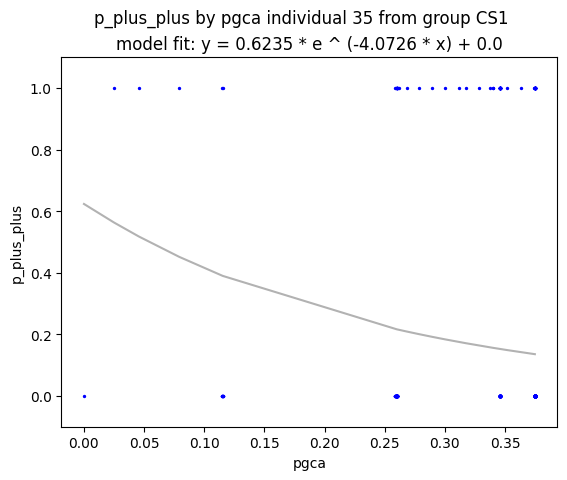 p_plus_plus by pgca individual 35 from group CS1
model fit: y = 0.6235 * e ^ (-4.0726 * x) + 0.0
1.0
0.8
0.6
0.4
0.2
0.0
p_plus_plus
0.00 0.05 0.10 0.15 0.20 0.25 0.30 0.35
pgca